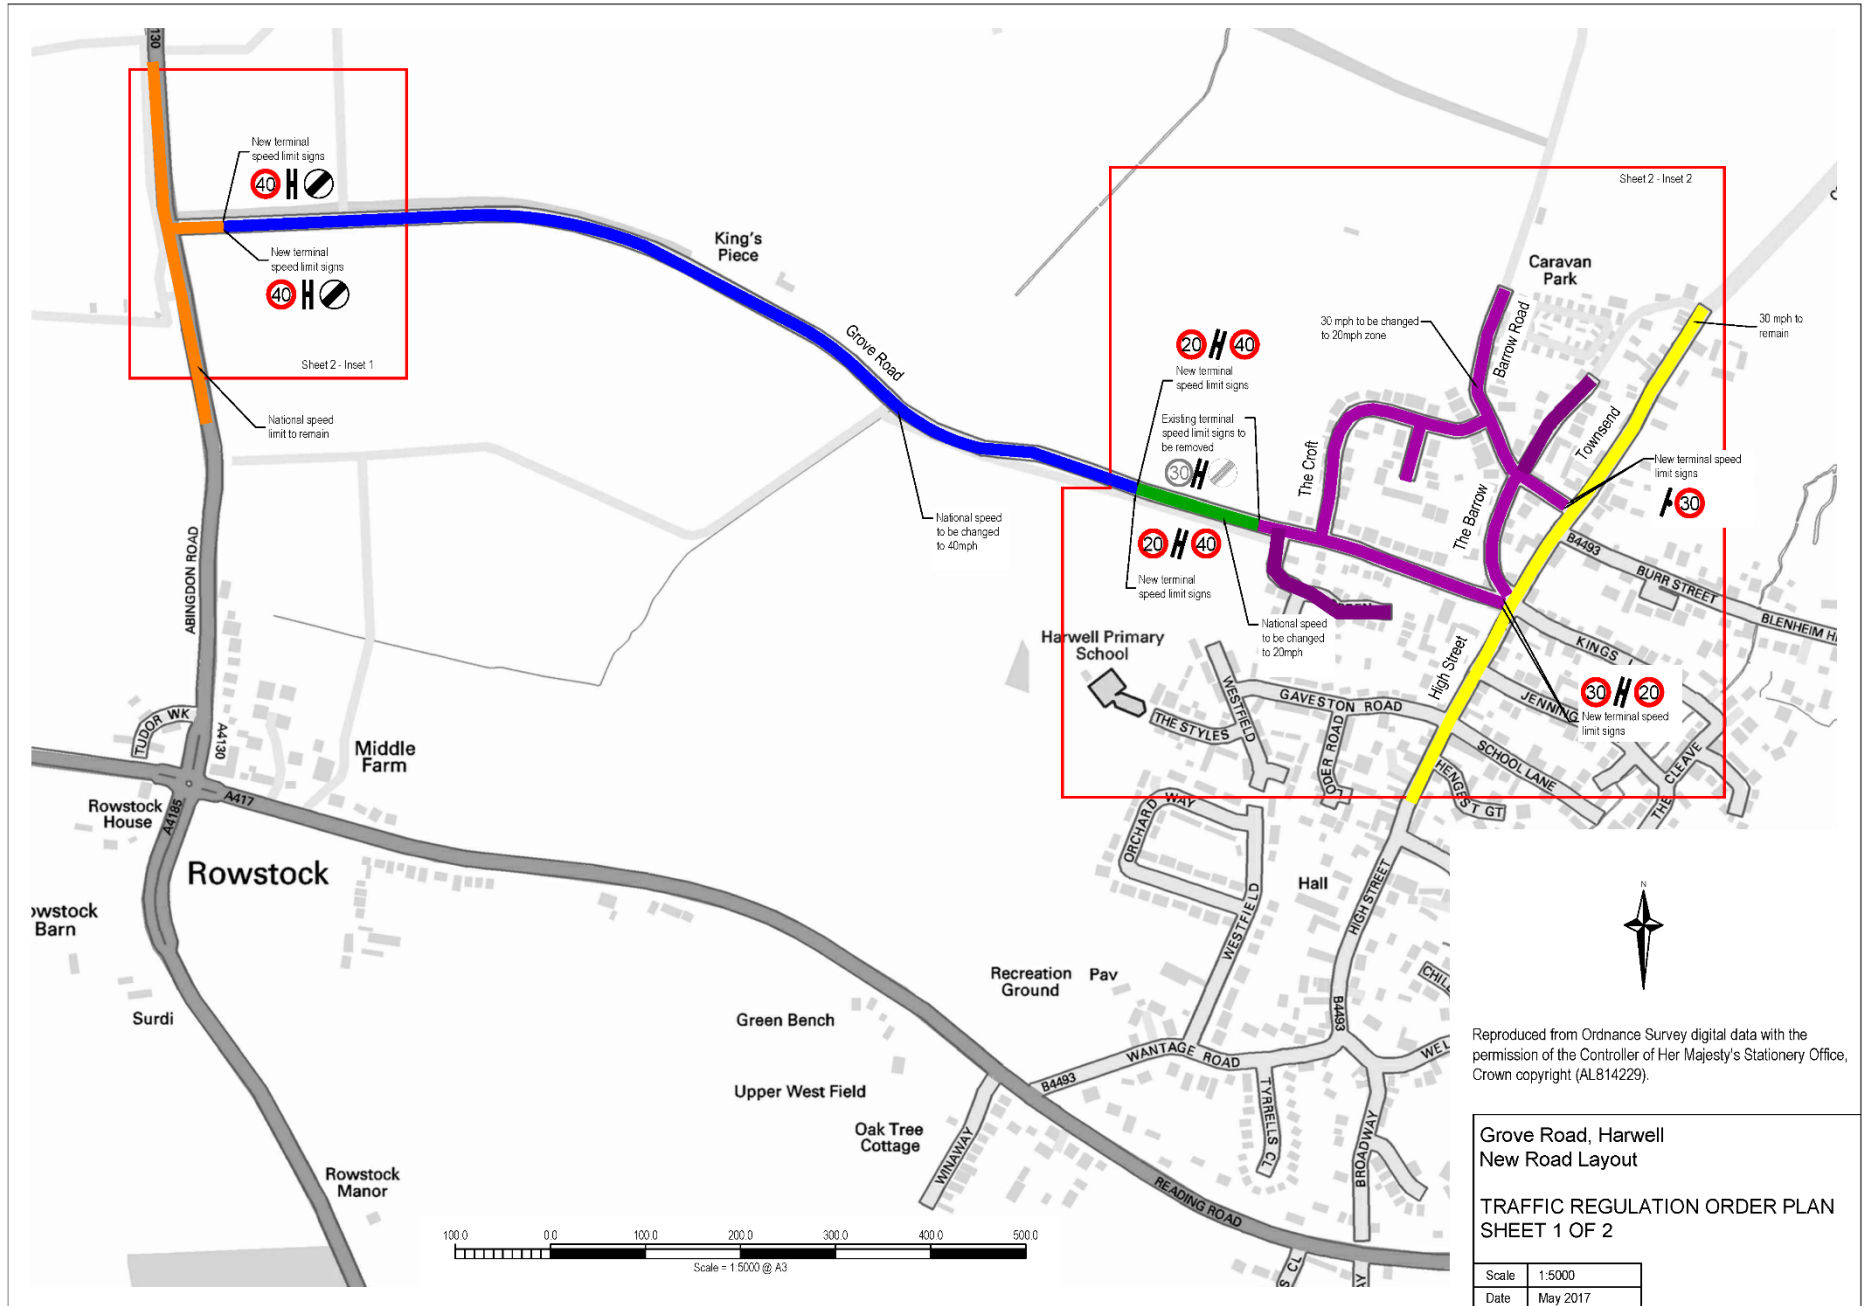 130
New terminal
speed limit signs
40
New terminal
speed limit signs
40
Sheet 2 - Inset 1
National speed
limit to remain
King's
Piece
Grove Road
National speed
to be changed
to 40mph
Sheet 2 - Inset 2
Caravan
Park
30 mph to be changed
to 20mph zone
Barrow Road
30 mph to
remain
20 40
New terminal
speed limit signs
Existing terminal
speed limit signs to
be removed
30
The Croft
The Barrow
Townsend
New terminal speed
limit signs
30
20 40
New terminal
speed limit signs
National speed
to be changed
to 20mph
B4493
BURR STREET
BLENHEIM H
Harwell Primary
School
High Street
KINGS
30 20
New terminal speed
limit signs
WESTFIELD
GAVESTON ROAD
THE STYLES
JENNING
SCHOOL LANE
HENGEST GT
THE CLEAVE
ABINGDON ROAD
TUDOR WK
A4130
Middle
Farm
Rowstock
House
A4185
A417
Rowstock
owstock
Barn
Surdi
ORCHARD WAY
Hall
HIGH STREET
WESTFIELD
Recreation
Ground
Pav
CHIL
Green Bench
B4493
WANTAGE ROAD
WEL
B4493
Upper West Field
TYRRELLS CL
Oak Tree
Cottage
WINAWAY
BROADWAY
Rowstock
Manor
READING ROAD
S CL
AY
100.0 0.0 100.0 200.0 300.0 400.0 500.0
Scale = 1:5000 @ A3
N
Reproduced from Ordnance Survey digital data with the
permission of the Controller of Her Majesty's Stationery Office,
Crown copyright (AL814229).
Grove Road, Harwell
New Road Layout
TRAFFIC REGULATION ORDER PLAN
SHEET 1 OF 2
Scale 1:5000
Date May 2017